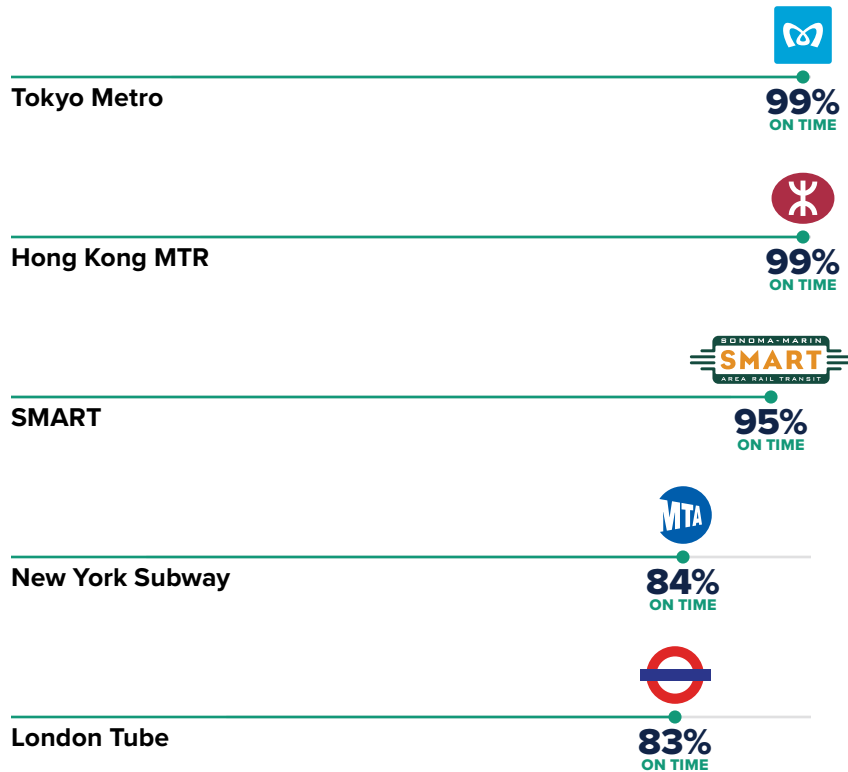 Tokyo Metro
99%
ON TIME
Hong Kong MTR
99%
ON TIME
SONOMA-MARIN
SMART
AREA RAIL TRANSIT
SMART
95%
ON TIME
MTA
New York Subway
84%
ON TIME
London Tube
83%
ON TIME